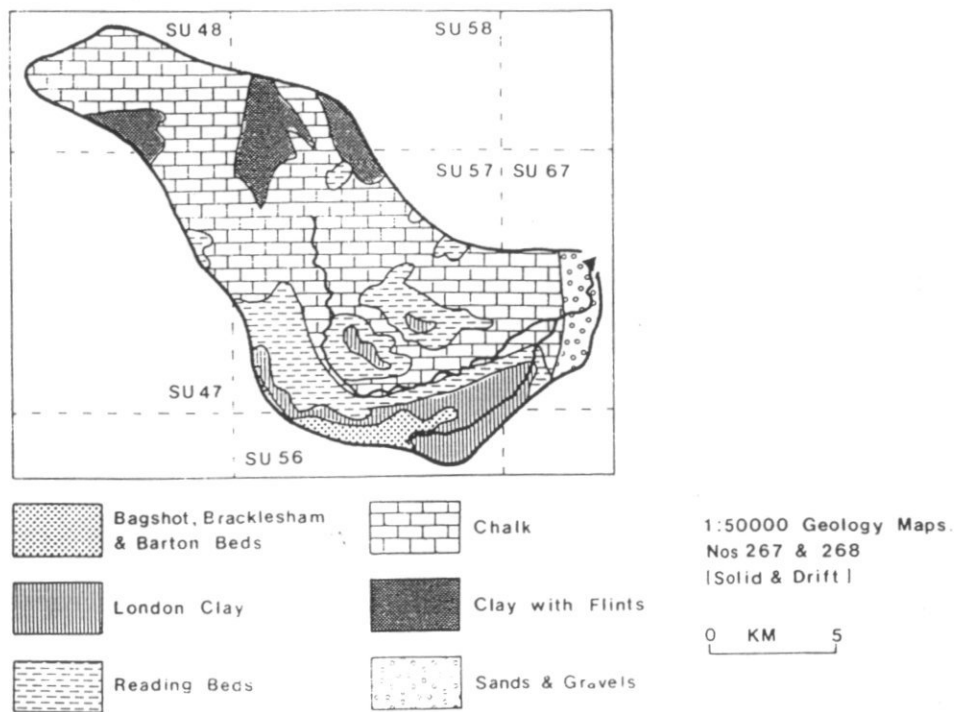 SU 48
SU 58
SU 57
SU 67
SU 47
SU 56
Bagshot, Bracklesham
& Barton Beds
London Clay
Reading Beds
Chalk
Clay with Flints
Sands & Gravels
1:50000 Geology Maps.
Nos 267 & 268
[Solid & Drift]
0 KM 5